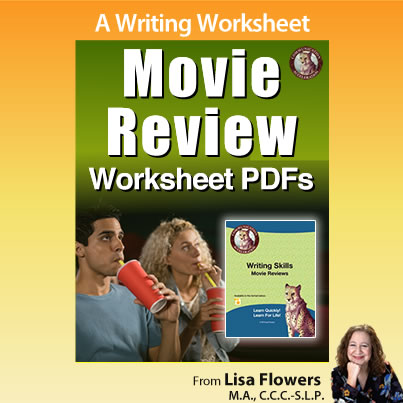 A Writing Worksheet
Movie
Review
Worksheet PDFs
Writing Skills
Movie Reviews
Learn Quickly!
Learn For Life!
From Lisa Flowers
M.A., C.C.C.-S.L.P.